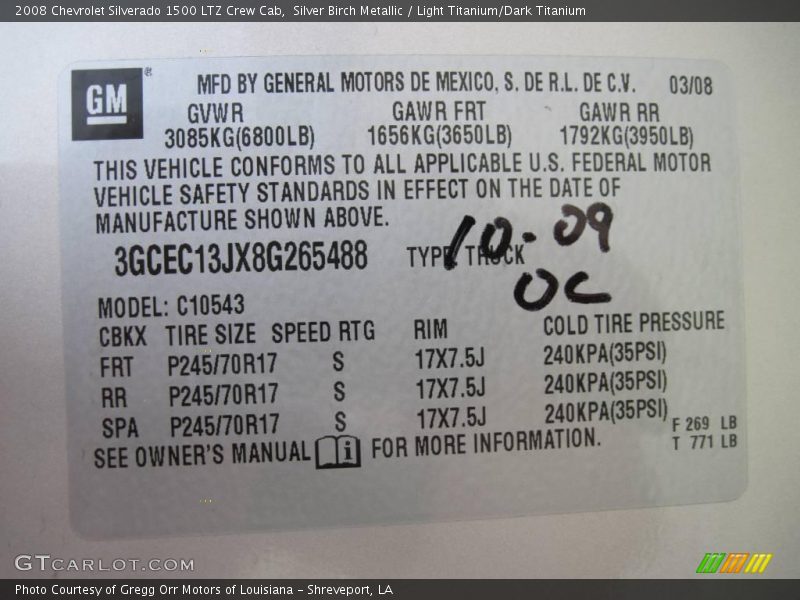 2008 Chevrolet Silverado 1500 LTZ Crew Cab,  Silver Birch Metallic / Light Titanium/Dark Titanium
GM ®
MFD BY GENERAL MOTORS DE MEXICO, S. DE R.L. DE C.V. 03/08
GVWR GAWR FRT GAWR RR
3085KG(6800LB) 1656KG(3650LB) 1792KG(3950LB)
THIS VEHICLE CONFORMS TO ALL APPLICABLE U.S. FEDERAL MOTOR
VEHICLE SAFETY STANDARDS IN EFFECT ON THE DATE OF
MANUFACTURE SHOWN ABOVE.
10-09
3GCEC13JX8G265488 TYPE TRUCK
OC
MODEL: C10543
CBKX TIRE SIZE SPEED RTG RIM COLD TIRE PRESSURE
FRT P245/70R17 S 17X7.5J 240KPA(35PSI)
RR P245/70R17 S 17X7.5J 240KPA(35PSI)
SPA P245/70R17 S 17X7.5J 240KPA(35PSI)
F 269 LB
T 771 LB
SEE OWNER'S MANUAL i FOR MORE INFORMATION.
GTCARLOT.COM
Photo Courtesy of Gregg Orr Motors of Louisiana – Shreveport, LA